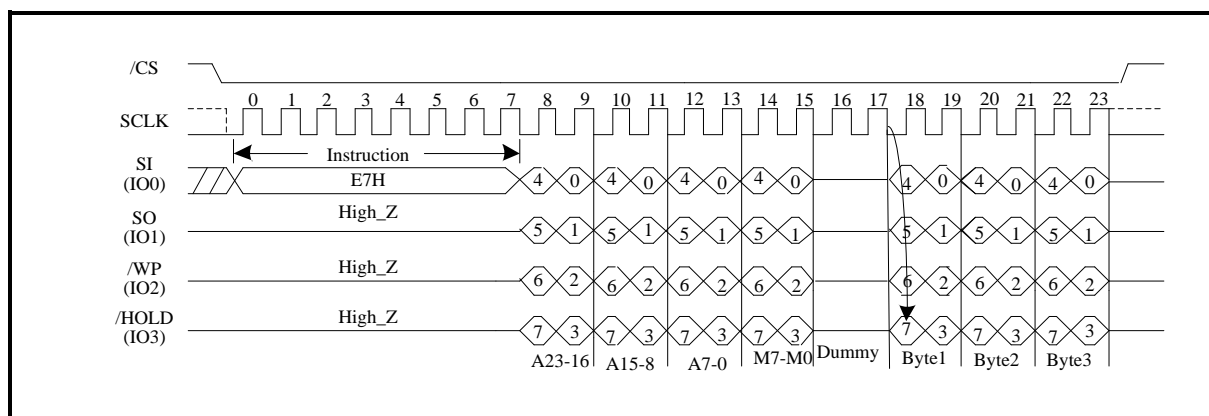 /CS
0 1 2 3 4 5 6 7 8 9 10 11 12 13 14 15 16 17 18 19 20 21 22 23
SCLK
Instruction
SI
(IO0)
E7H
4 0 4 0 4 0 4 0 4 0 4 0 4 0
SO
(IO1)
High_Z
5 1 5 1 5 1 5 1 5 1 5 1 5 1
/WP
(IO2)
High_Z
6 2 6 2 6 2 6 2 6 2 6 2 6 2
/HOLD
(IO3)
High_Z
7 3 7 3 7 3 7 3 7 3 7 3 7 3
A23-16 A15-8 A7-0 M7-M0 Dummy Byte1 Byte2 Byte3